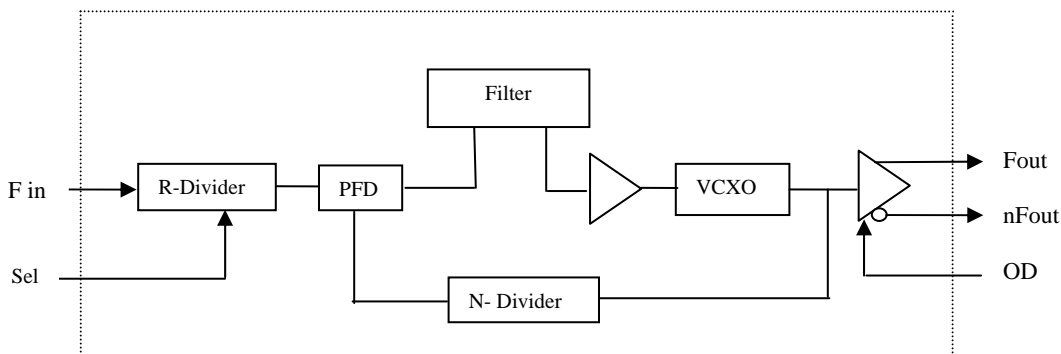 Filter
Fout
F in
R-Divider
PFD
VCXO
nFout
Sel
OD
N- Divider